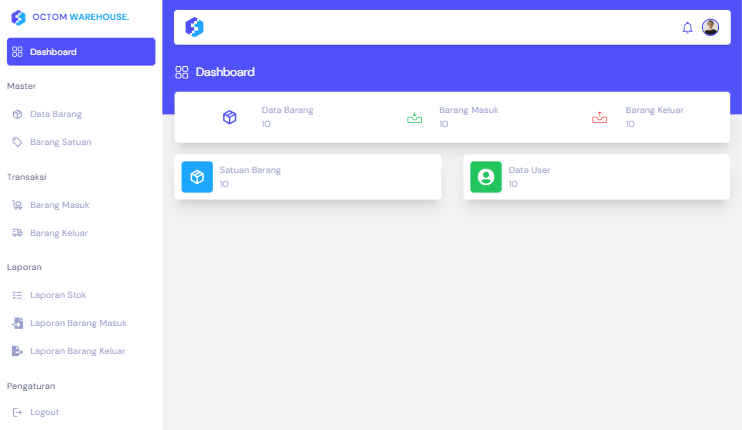 OCTOM WAREHOUSE.
Dashboard
Master
Data Barang
Barang Satuan
Transaksi
Barang Masuk
Barang Keluar
Laporan
Laporan Stok
Laporan Barang Masuk
Laporan Barang Keluar
Pengaturan
Logout
Dashboard
Data Barang
10
Barang Masuk
10
Barang Keluar
10
Satuan Barang
10
Data User
10